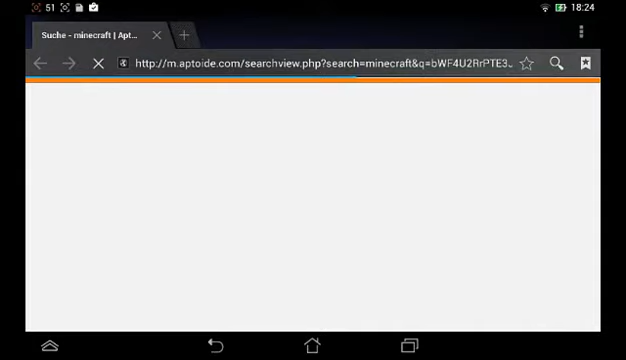 51
18:24
Suche - minecraft | Apt...
http://m.aptoide.com/searchview.php?search=minecraft&q=bWF4U2RrPTE3